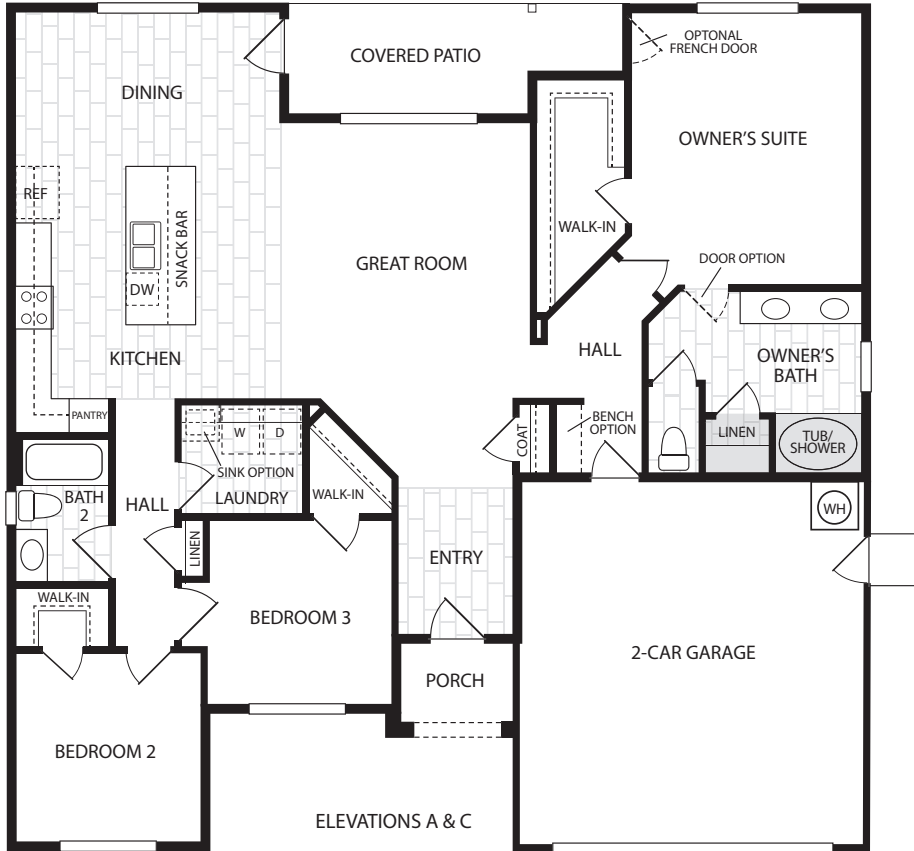 COVERED PATIO
OPTIONAL
FRENCH DOOR
DINING
OWNER'S SUITE
REF
SNACK BAR
WALK-IN
DW
GREAT ROOM
DOOR OPTION
KITCHEN
HALL
OWNER'S
BATH
PANTRY
W
D
SINK OPTION
LAUNDRY
WALK-IN
COAT
BENCH
OPTION
LINEN
TUB/
SHOWER
BATH
2
HALL
LINEN
ENTRY
WH
WALK-IN
BEDROOM 3
2-CAR GARAGE
PORCH
BEDROOM 2
ELEVATIONS A & C